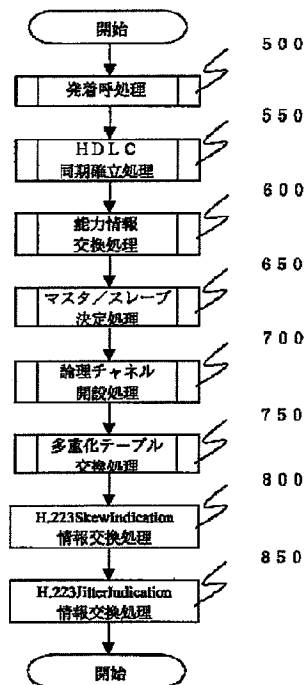 開始
500
発着呼処理
550
HDLC
同期確立処理
600
能力情報
交換処理
650
マスタ／スレーブ
決定処理
700
論理チャネル
開設処理
750
多重化テーブル
交換処理
800
H.223SkewIndication
情報交換処理
850
H.223JitterJudication
情報交換処理
開始